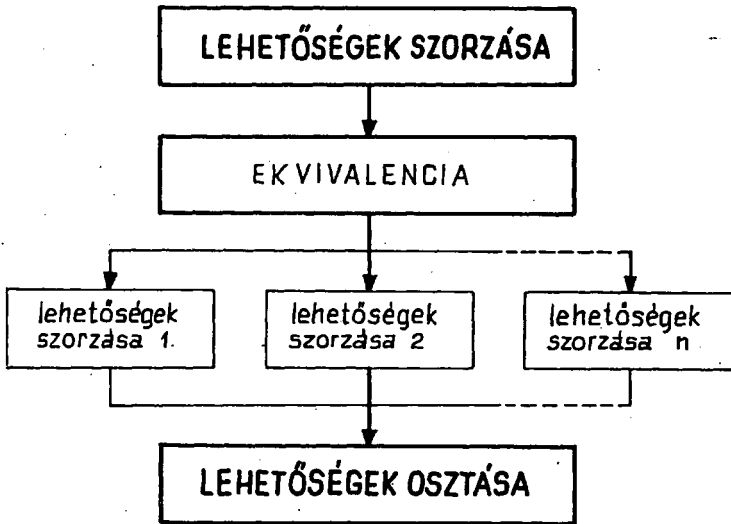 LEHETŐSÉGEK SZORZÁSA
EKVIVALENCIA
lehetőségek
szorzása 1.
lehetőségek
szorzása 2
lehetőségek
szorzása n
LEHETŐSÉGEK OSZTÁSA